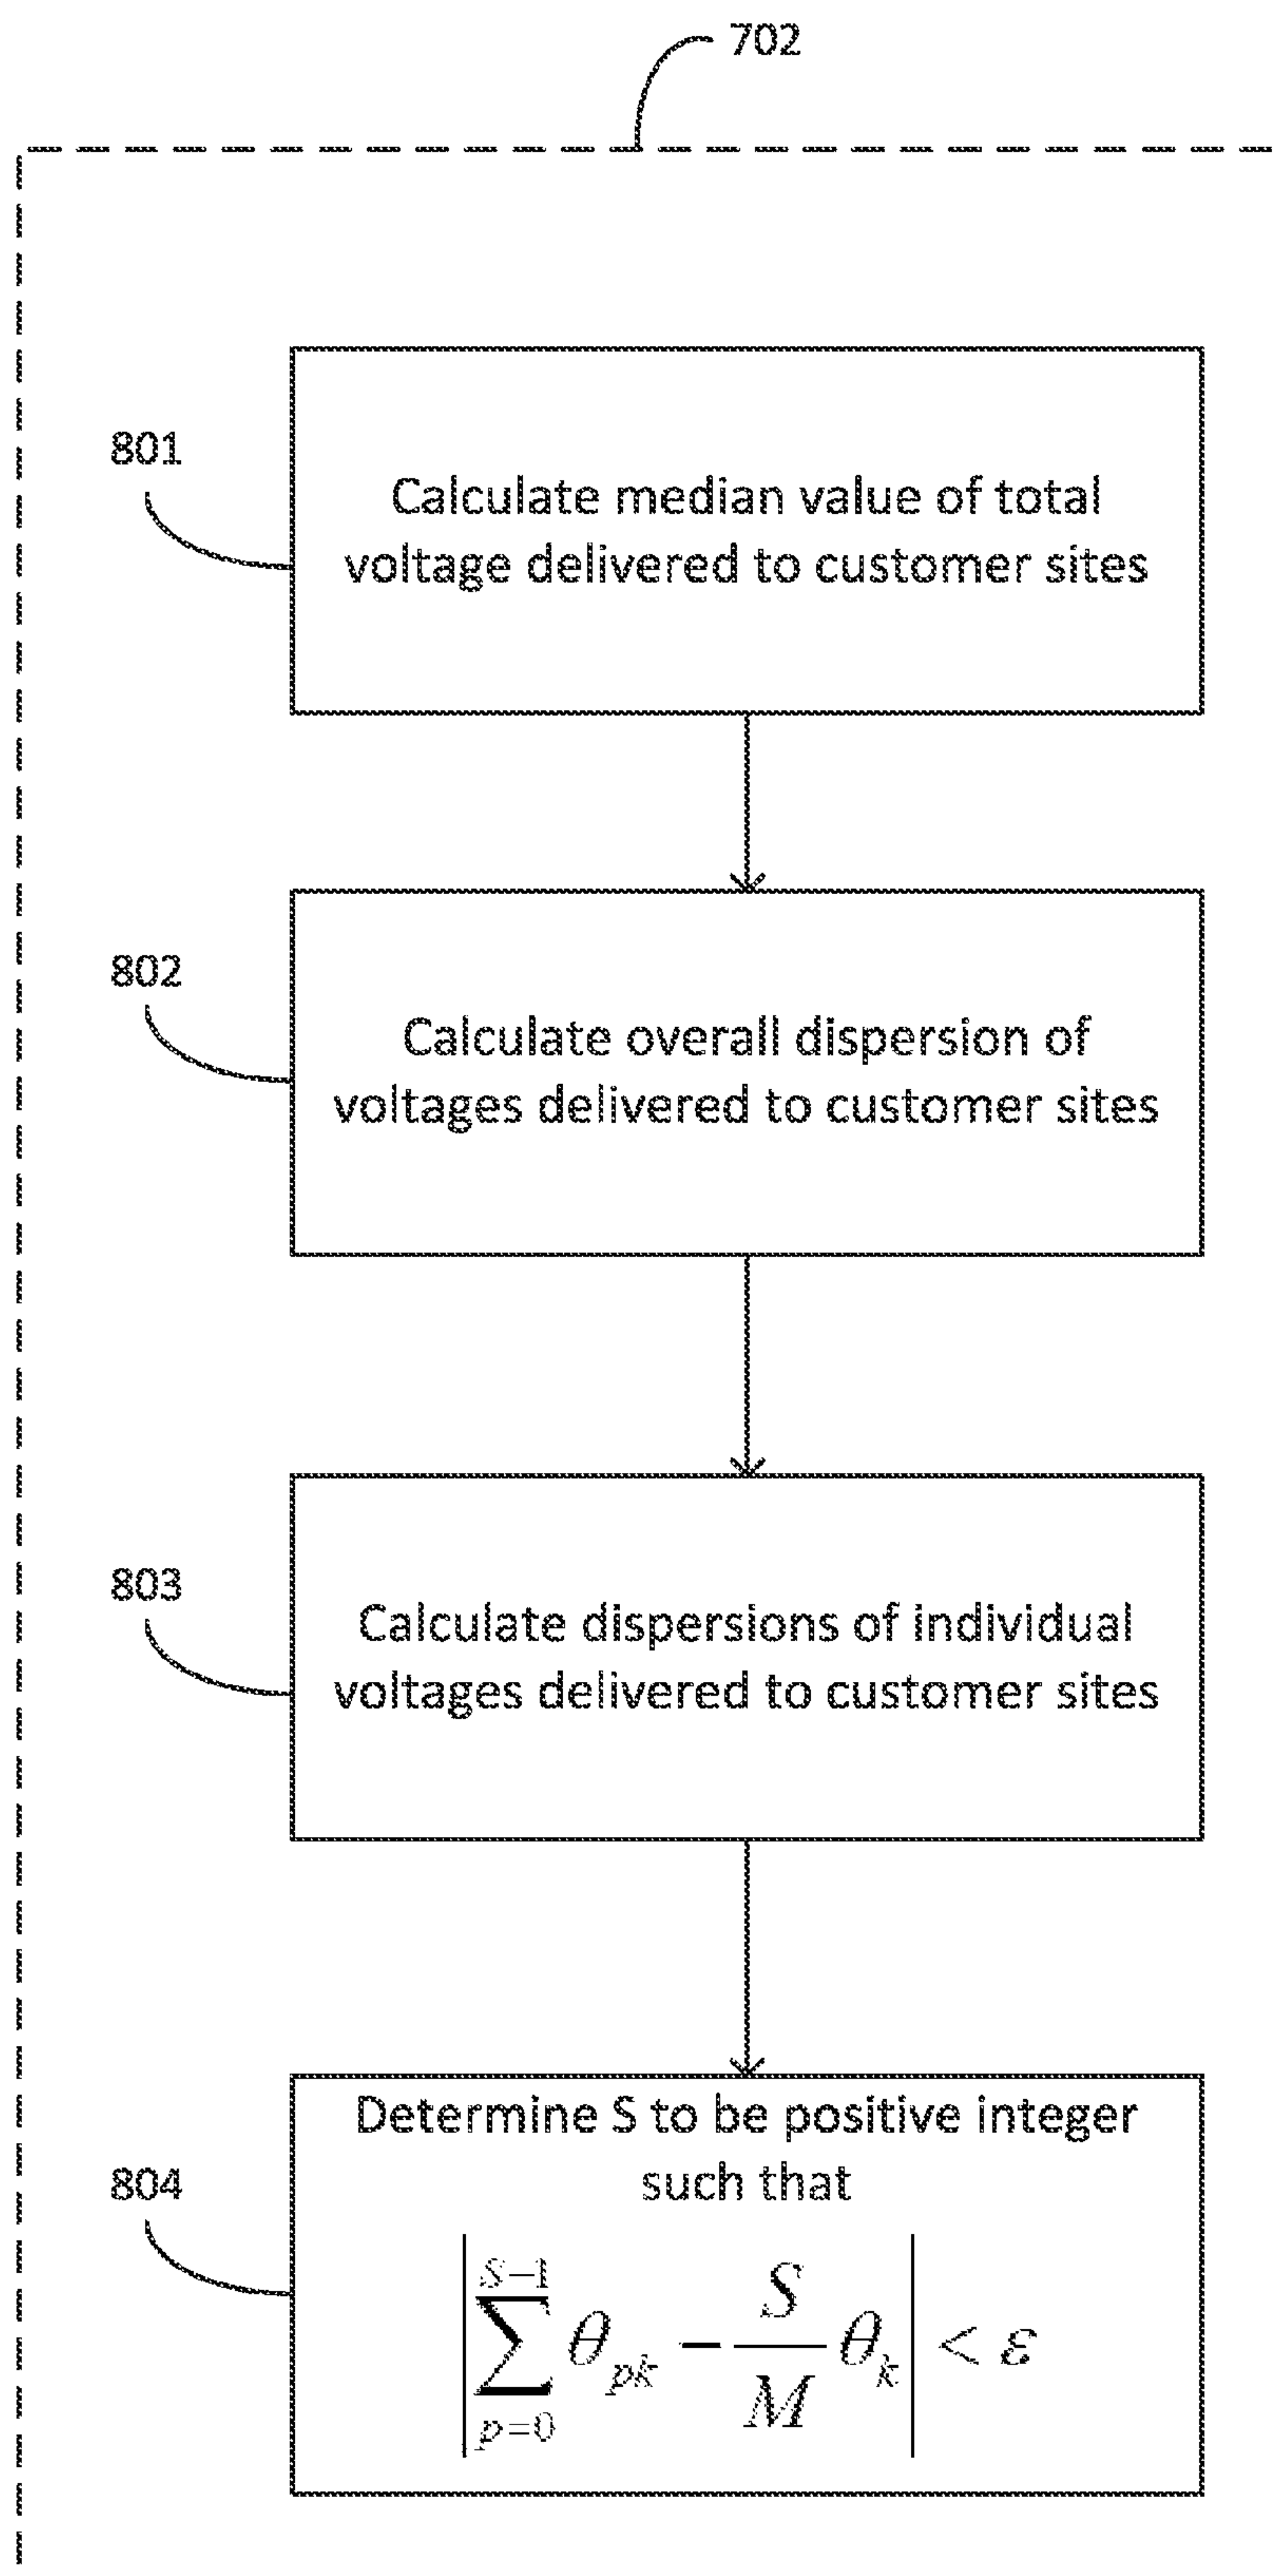 702
801
Calculate median value of total
voltage delivered to customer sites
802
Calculate overall dispersion of
voltages delivered to customer sites
803
Calculate dispersions of individual
voltages delivered to customer sites
804
Determine S to be positive integer
such that
|∑_{p=0}^{S−1} θ_{pk} − \frac{S}{M} θ_k| < ε